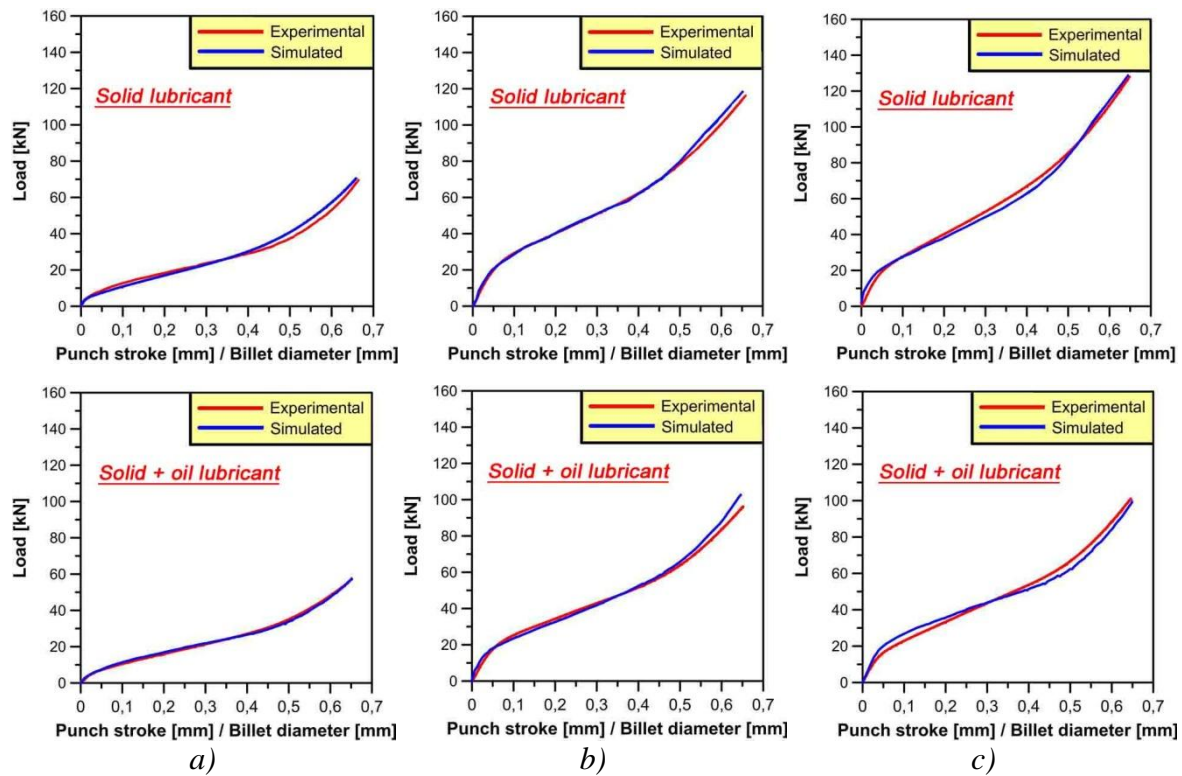 160
140
120
100
80
60
40
20
0
Load [kN]
Experimental
Simulated
Solid lubricant
0 0,1 0,2 0,3 0,4 0,5 0,6 0,7
Punch stroke [mm] / Billet diameter [mm]
160
140
120
100
80
60
40
20
0
Load [kN]
Experimental
Simulated
Solid lubricant
0 0,1 0,2 0,3 0,4 0,5 0,6 0,7
Punch stroke [mm] / Billet diameter [mm]
160
140
120
100
80
60
40
20
0
Load [kN]
Experimental
Simulated
Solid lubricant
0 0,1 0,2 0,3 0,4 0,5 0,6 0,7
Punch stroke [mm] / Billet diameter [mm]
160
140
120
100
80
60
40
20
0
Load [kN]
Experimental
Simulated
Solid + oil lubricant
0 0,1 0,2 0,3 0,4 0,5 0,6 0,7
Punch stroke [mm] / Billet diameter [mm]
a)
160
140
120
100
80
60
40
20
0
Load [kN]
Experimental
Simulated
Solid + oil lubricant
0 0,1 0,2 0,3 0,4 0,5 0,6 0,7
Punch stroke [mm] / Billet diameter [mm]
b)
160
140
120
100
80
60
40
20
0
Load [kN]
Experimental
Simulated
Solid + oil lubricant
0 0,1 0,2 0,3 0,4 0,5 0,6 0,7
Punch stroke [mm] / Billet diameter [mm]
c)